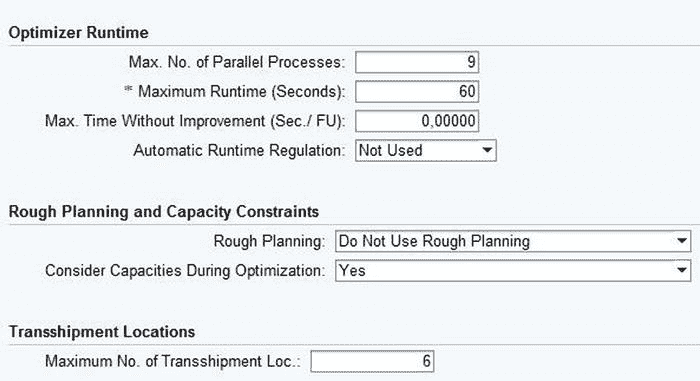 Optimizer Runtime
Max. No. of Parallel Processes: 9
* Maximum Runtime (Seconds): 60
Max. Time Without Improvement (Sec./ FU): 0,00000
Automatic Runtime Regulation: Not Used
Rough Planning and Capacity Constraints
Rough Planning: Do Not Use Rough Planning
Consider Capacities During Optimization: Yes
Transshipment Locations
Maximum No. of Transshipment Loc.: 6